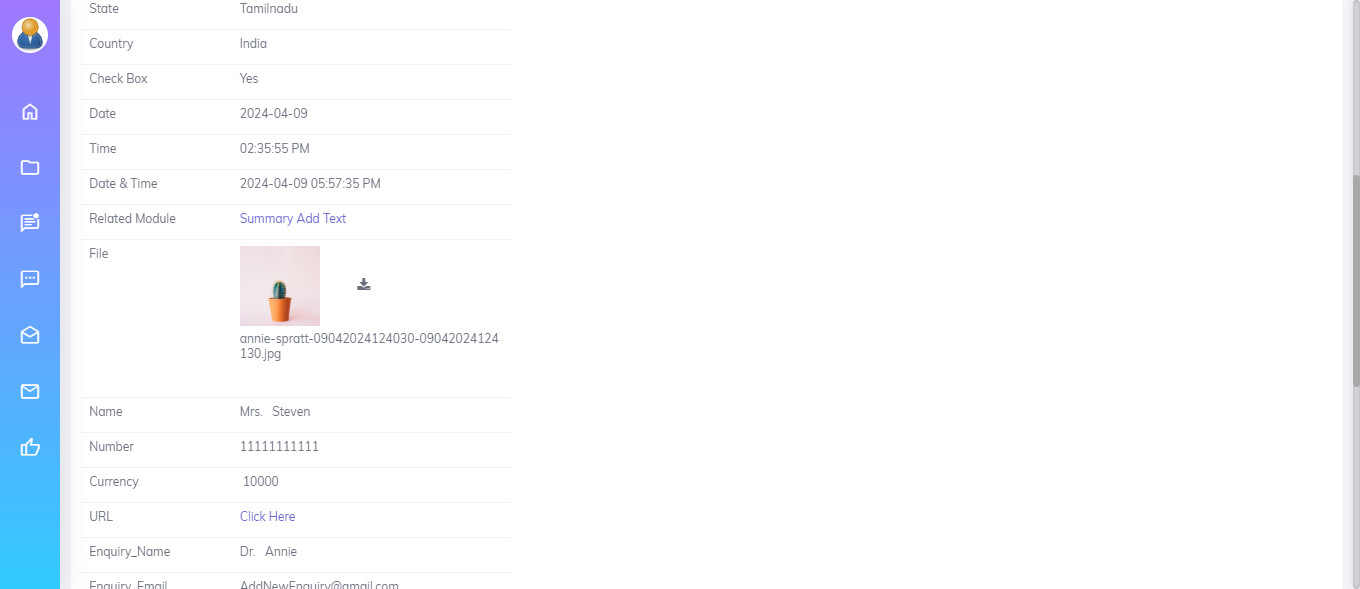 State Tamilnadu
Country India
Check Box Yes
Date 2024-04-09
Time 02:35:55 PM
Date & Time 2024-04-09 05:57:35 PM
Related Module Summary Add Text
File
annie-spratt-09042024124030-09042024124
130.jpg
Name Mrs. Steven
Number 11111111111
Currency 10000
URL Click Here
Enquiry_Name Dr. Annie
Enquiry_Email AddNewEnquiry@gmail.com